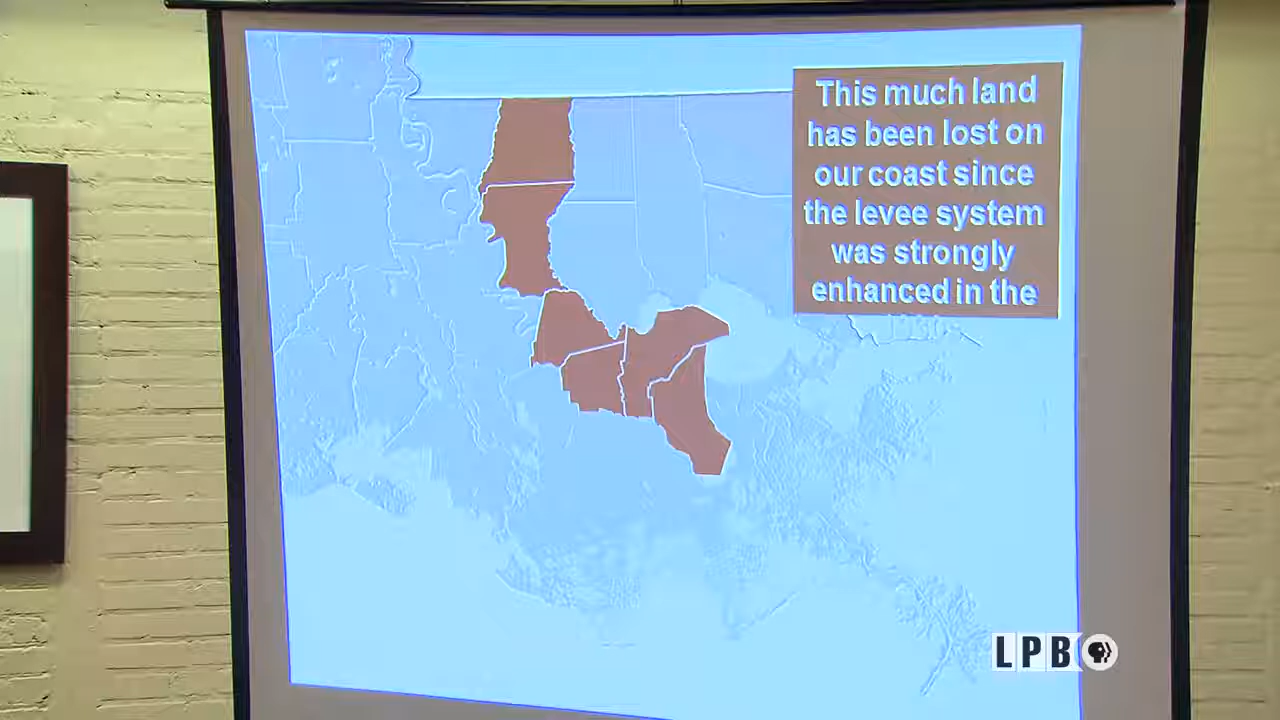 This much land
has been lost on
our coast since
the levee system
was strongly
enhanced in the
LPB